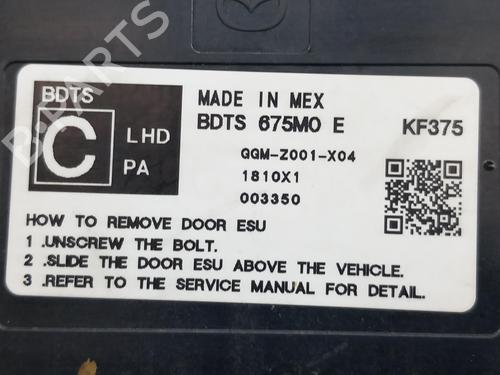 BDTS
C
LHD
PA
MADE IN MEX
BDTS 675M0 E
KF375
GGM-Z001-X04
1810X1
003350
HOW TO REMOVE DOOR ESU
1 .UNSCREW THE BOLT.
2 .SLIDE THE DOOR ESU ABOVE THE VEHICLE.
3 .REFER TO THE SERVICE MANUAL FOR DETAIL.
B-PARTS